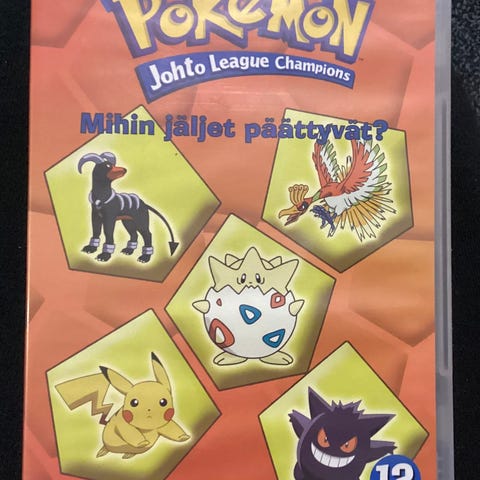 POKéMON
Johto League Champions
Mihin jäljet päättyvät?
12